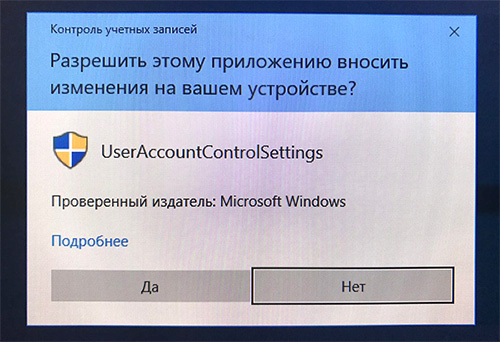 Контроль учетных записей
Разрешить этому приложению вносить
изменения на вашем устройстве?
UserAccountControlSettings
Проверенный издатель: Microsoft Windows
Подробнее
Да
Нет